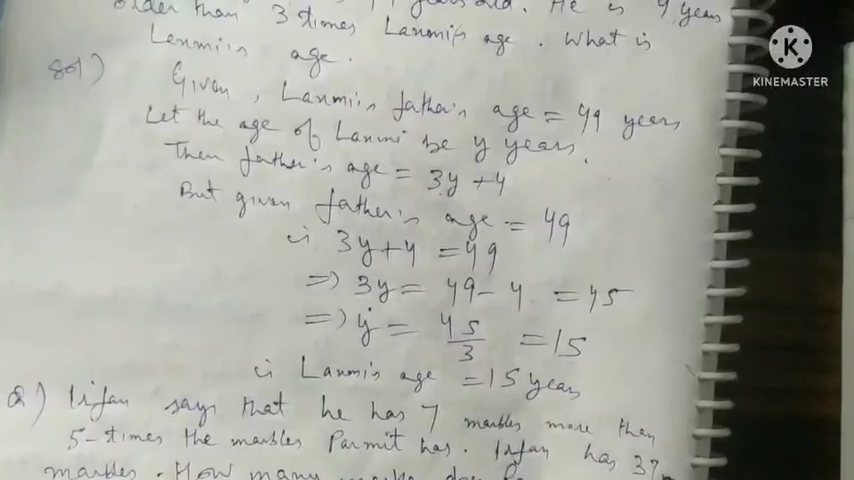 older than 3 times Laxmi's age. What is
Laxmi's age.
Sol)
Given, Laxmi's father's age = 49 years
Let the age of Laxmi be y years.
Then father's age = 3y + 4
But given father's age = 49
∴ 3y + 4 = 49
=) 3y = 49 - 4 = 45
=) y = 45/3 = 15
∴ Laxmi's age = 15 years
Q) Irfan says that he has 7 marbles more than
5-times the marbles Parmit has. Irfan has 37
marbles. How many
K
KINEMASTER